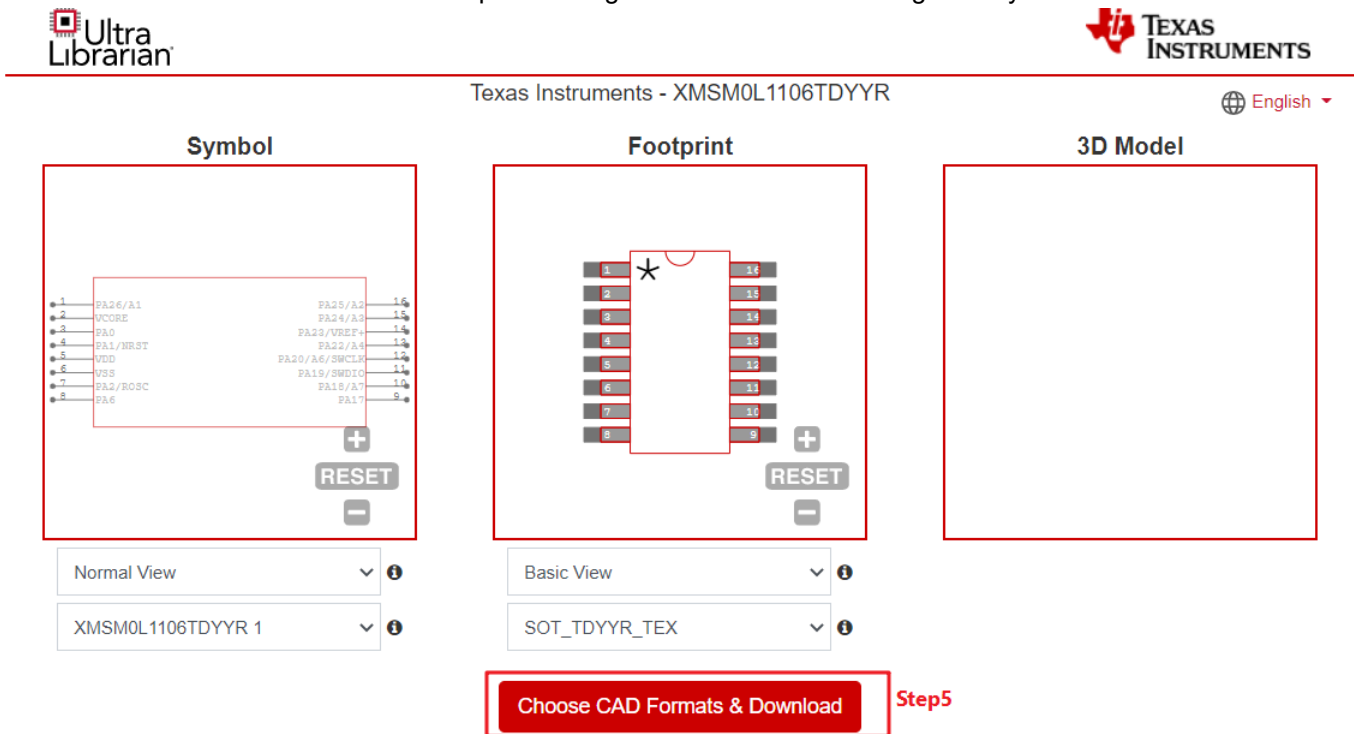 Ultra
Librarian
TEXAS
INSTRUMENTS
Texas Instruments - XMSM0L1106TDYYR
English
Symbol
Footprint
3D Model
1 PA26/A1 PA25/A2 16
2 VCORE PA24/A3 15
3 PA0 PA23/VREF+ 14
4 PA1/NRST PA22/A4 13
5 VDD PA20/A6/SWCLK 12
6 VSS PA19/SWDIO 11
7 PA2/ROSC PA18/A7 10
8 PA6 PA17 9
+
RESET
1 16
2 15
3 14
4 13
5 12
6 11
7 10
8 9
+
RESET
Normal View
Basic View
XMSM0L1106TDYYR 1
SOT_TDYYR_TEX
Choose CAD Formats & Download
Step5